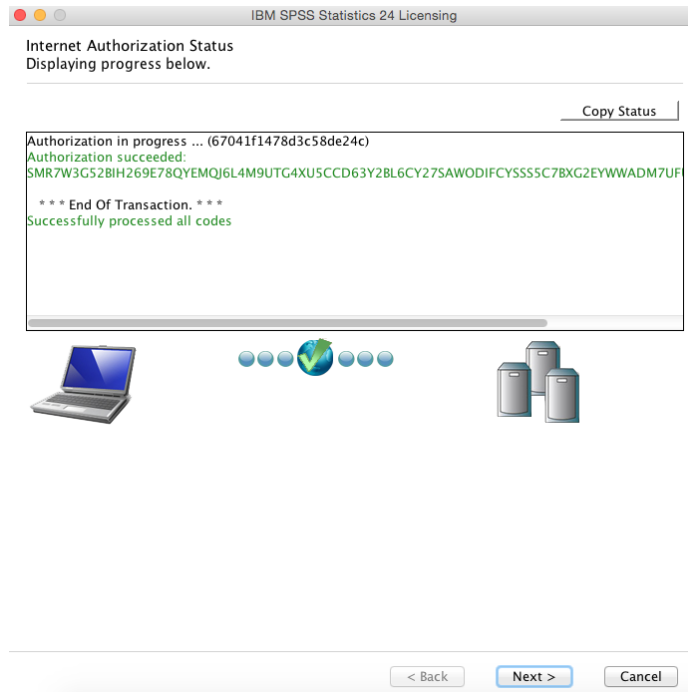 IBM SPSS Statistics 24 Licensing
Internet Authorization Status
Displaying progress below.
Copy Status
Authorization in progress ... (67041f1478d3c58de24c)
Authorization succeeded:
SMR7W3G52BIH269E78QYEMQJ6L4M9UTG4XU5CCD63Y2BL6CY27SAWODIFCYSSS5C7BXG2EYWWADM7UF
* * * End Of Transaction. * * *
Successfully processed all codes
< Back
Next >
Cancel